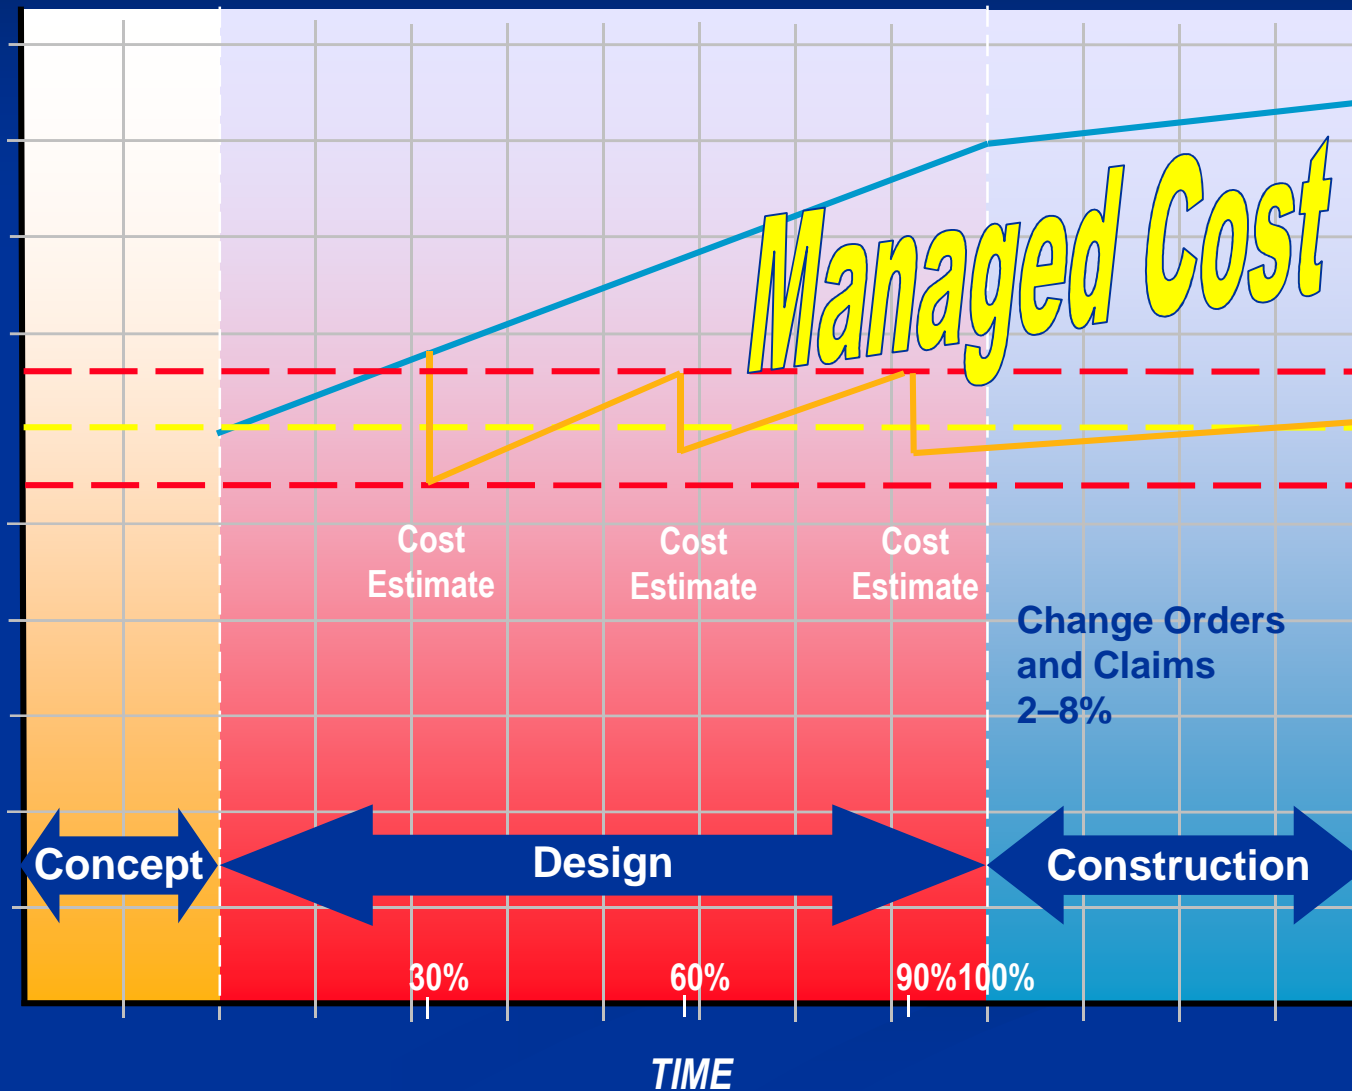 Managed Cost
Cost
Estimate
Cost
Estimate
Cost
Estimate
Change Orders
and Claims
2–8%
Concept
Design
Construction
30%
60%
90%
100%
TIME